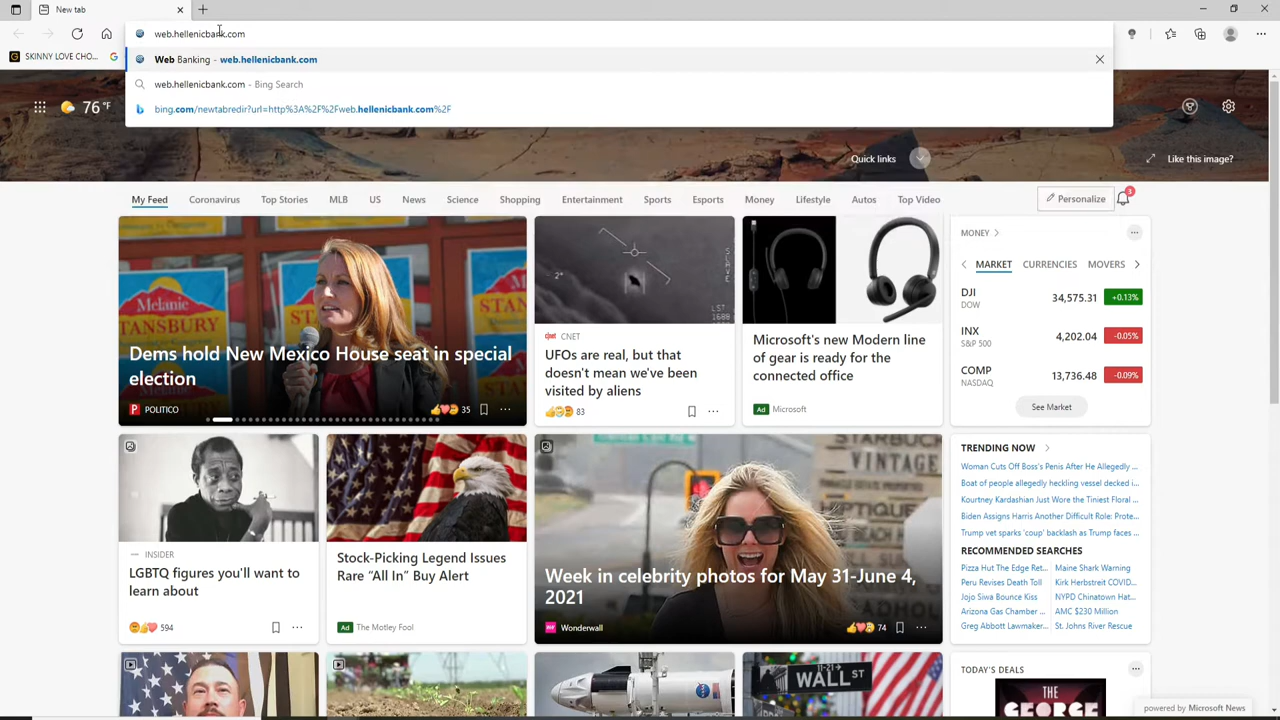 New tab
web.hellenicbank.com
SKINNY LOVE CHO...
Web Banking - web.hellenicbank.com
web.hellenicbank.com - Bing Search
bing.com/newtabredir?url=http%3A%2F%2Fweb.hellenicbank.com%2F
76 °F
Quick links
Like this image?
My Feed Coronavirus Top Stories MLB US News Science Shopping Entertainment Sports Esports Money Lifestyle Autos Top Video
Personalize
3
Melanie
STANSBURY
STAN
Dems hold New Mexico House seat in special
election
POLITICO
35
2°
LST
1688
CNET
UFOs are real, but that
doesn't mean we've been
visited by aliens
83
Microsoft's new Modern line
of gear is ready for the
connected office
Ad Microsoft
MONEY
MARKET CURRENCIES MOVERS
DJI
DOW
34,575.31 +0.13%
INX
S&P 500
4,202.04 -0.05%
COMP
NASDAQ
13,736.48 -0.09%
See Market
INSIDER
LGBTQ figures you'll want to
learn about
594
Stock-Picking Legend Issues
Rare “All In” Buy Alert
Ad The Motley Fool
STARBUCK
VINTAGE
Week in celebrity photos for May 31-June 4,
2021
Wonderwall
74
TRENDING NOW
Woman Cuts Off Boss's Penis After He Allegedly ...
Boat of people allegedly heckling vessel decked i...
Kourtney Kardashian Just Wore the Tiniest Floral ...
Biden Assigns Harris Another Difficult Role: Prote...
Trump vet sparks 'coup' backlash as Trump faces ...
RECOMMENDED SEARCHES
Pizza Hut The Edge Ret... Maine Shark Warning
Peru Revises Death Toll Kirk Herbstreit COVID...
Jojo Siwa Bounce Kiss NYPD Chinatown Hat...
Arizona Gas Chamber ... AMC $230 Million
Greg Abbott Lawmaker... St. Johns River Rescue
WALL ST
TODAY'S DEALS
THE
GEORGE
powered by Microsoft News